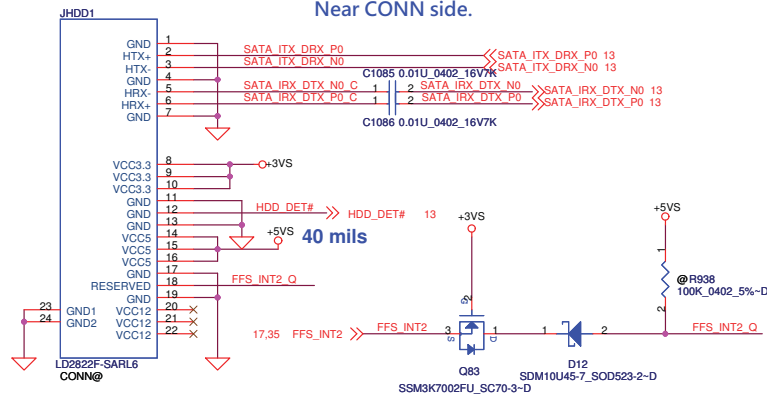 Near CONN side.
JHDD1
GND 1
HTX+ 2 SATA_ITX_DRX_P0 SATA_ITX_DRX_P0 13
HTX- 3 SATA_ITX_DRX_N0 SATA_ITX_DRX_N0 13
GND 4 C1085 0.01U_0402_16V7K
HRX- 5 SATA_IRX_DTX_N0_C 1 2 SATA_IRX_DTX_N0 SATA_IRX_DTX_N0 13
HRX+ 6 SATA_IRX_DTX_P0_C 1 2 SATA_IRX_DTX_P0 SATA_IRX_DTX_P0 13
GND 7 C1086 0.01U_0402_16V7K
VCC3.3 8 +3VS
VCC3.3 9
VCC3.3 10
GND 11
GND 12 HDD_DET# HDD_DET# 13
GND 13
VCC5 14 +5VS 40 mils
VCC5 15
VCC5 16
GND 17
RESERVED 18 FFS_INT2_Q
GND 19
VCC12 20
VCC12 21
VCC12 22
23 GND1
24 GND2
LD2822F-SARL6
CONN@
+3VS
+5VS
1
@R938
100K_0402_5%~D
2
2
G
17,35 FFS_INT2 FFS_INT2 3 S D 1 1 2 FFS_INT2_Q
Q83
SSM3K7002FU_SC70-3~D
D12
SDM10U45-7_SOD523-2~D